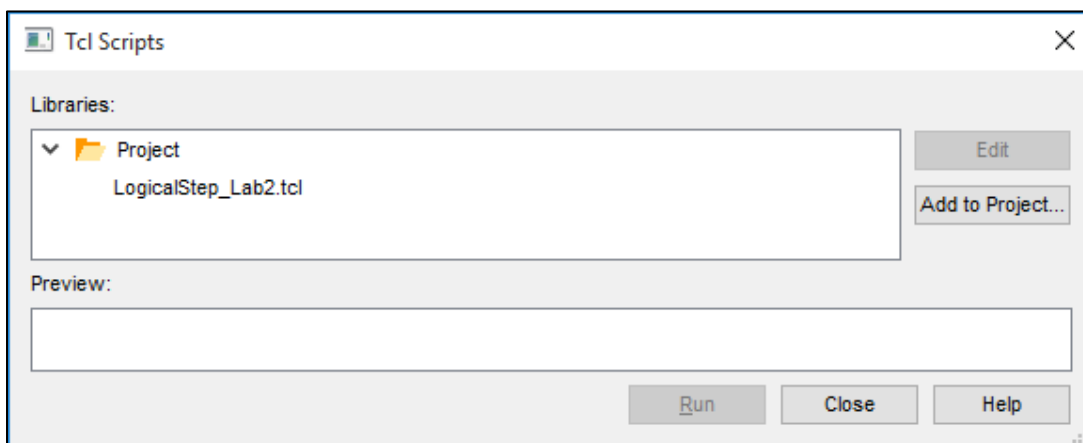 Tcl Scripts
Libraries:
Project
Edit
LogicalStep_Lab2.tcl
Add to Project...
Preview:
Run
Close
Help